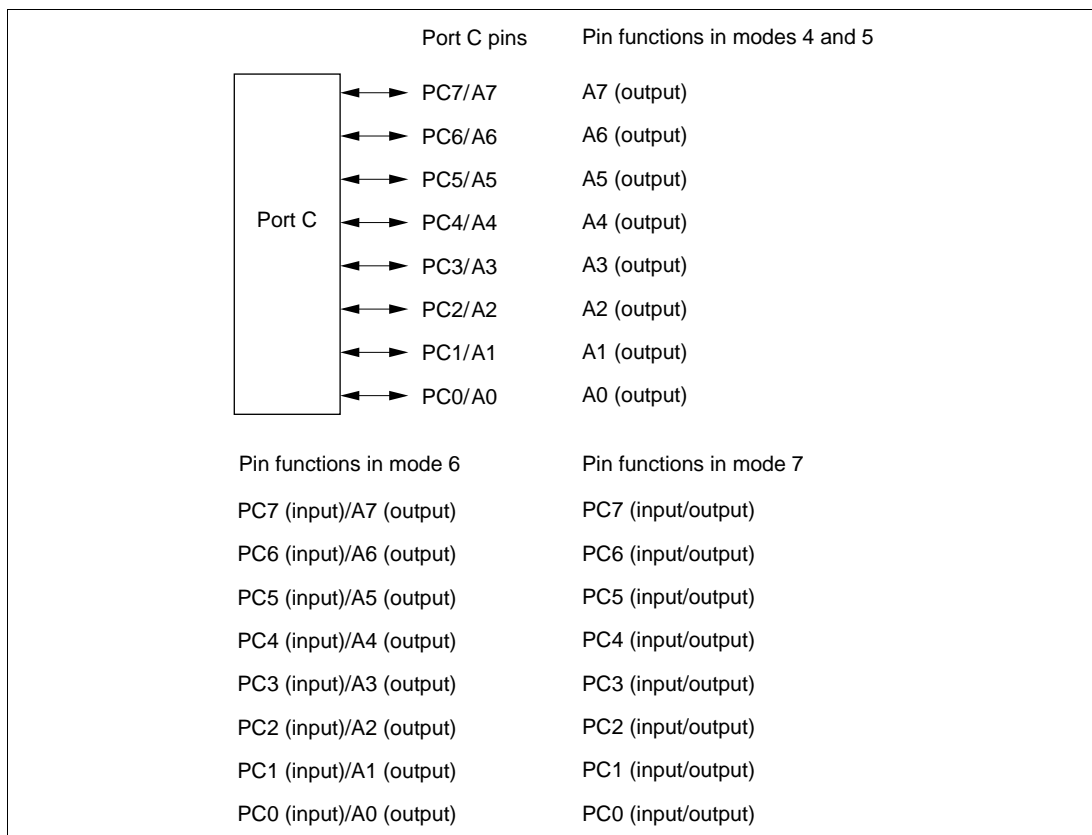 Port C pins Pin functions in modes 4 and 5
PC7/A7 A7 (output)
PC6/A6 A6 (output)
PC5/A5 A5 (output)
Port C PC4/A4 A4 (output)
PC3/A3 A3 (output)
PC2/A2 A2 (output)
PC1/A1 A1 (output)
PC0/A0 A0 (output)
Pin functions in mode 6 Pin functions in mode 7
PC7 (input)/A7 (output) PC7 (input/output)
PC6 (input)/A6 (output) PC6 (input/output)
PC5 (input)/A5 (output) PC5 (input/output)
PC4 (input)/A4 (output) PC4 (input/output)
PC3 (input)/A3 (output) PC3 (input/output)
PC2 (input)/A2 (output) PC2 (input/output)
PC1 (input)/A1 (output) PC1 (input/output)
PC0 (input)/A0 (output) PC0 (input/output)